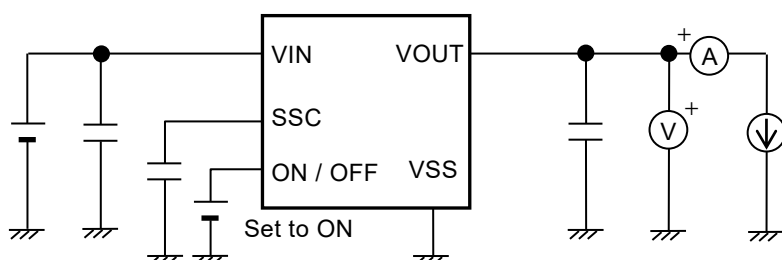 VIN
VOUT
+
A
SSC
V
+
ON / OFF
VSS
Set to ON